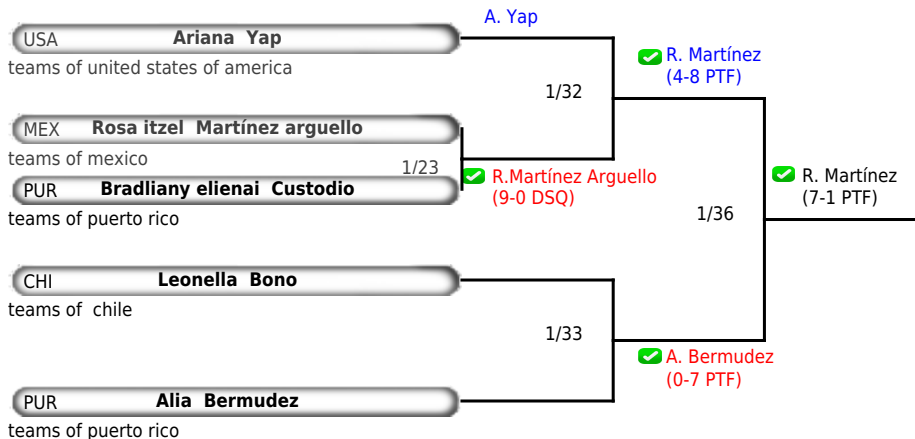 A. Yap
USA Ariana Yap
teams of united states of america
R. Martínez
(4-8 PTF)
1/32
MEX Rosa itzel Martínez arguello
teams of mexico
1/23
R.Martínez Arguello
(9-0 DSQ)
PUR Bradliany elienai Custodio
teams of puerto rico
R. Martínez
(7-1 PTF)
1/36
CHI Leonella Bono
teams of chile
1/33
A. Bermudez
(0-7 PTF)
PUR Alia Bermudez
teams of puerto rico